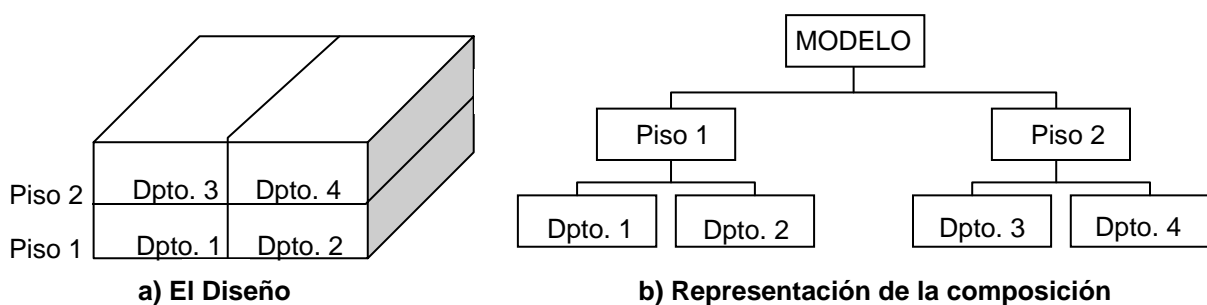 Piso 2
Dpto. 3
Dpto. 4
Piso 1
Dpto. 1
Dpto. 2
a) El Diseño
MODELO
Piso 1
Piso 2
Dpto. 1
Dpto. 2
Dpto. 3
Dpto. 4
b) Representación de la composición